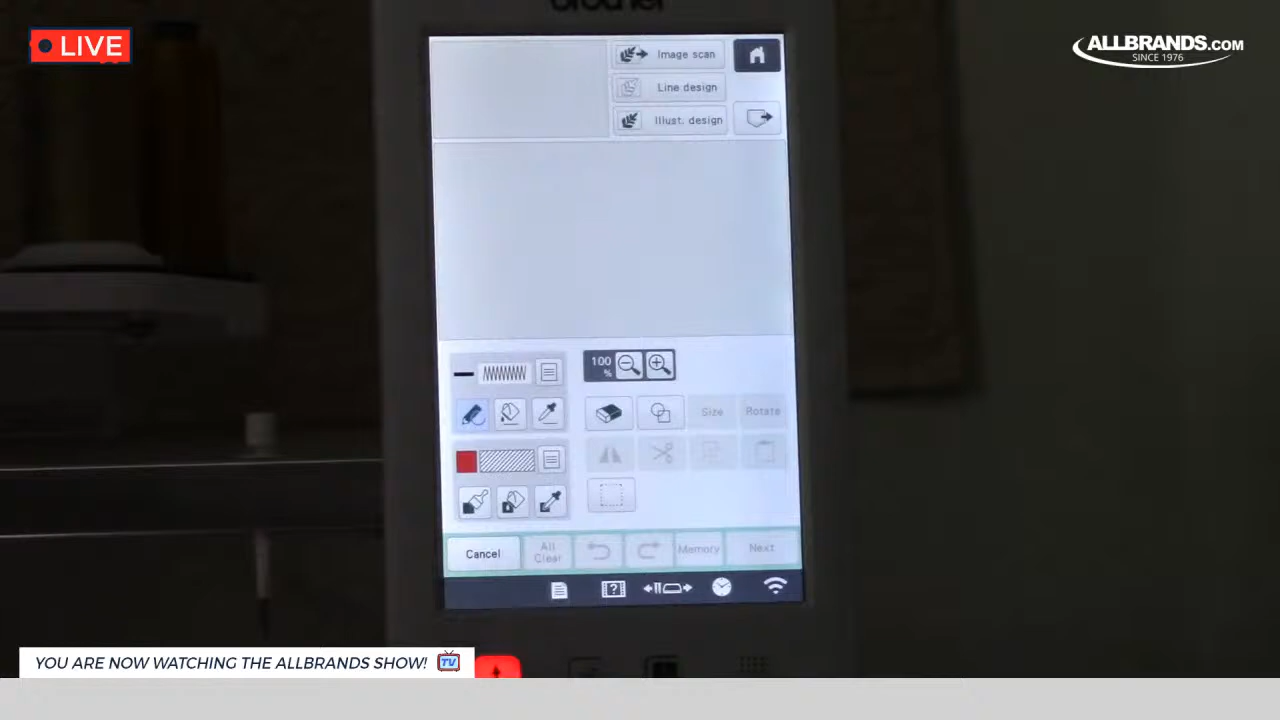 brother
LIVE
ALLBRANDS.COM
SINCE 1976
Image scan
Line design
Illust. design
100
%
Size
Rotate
Cancel
All
Clear
Memory
Next
?
YOU ARE NOW WATCHING THE ALLBRANDS SHOW!
TV